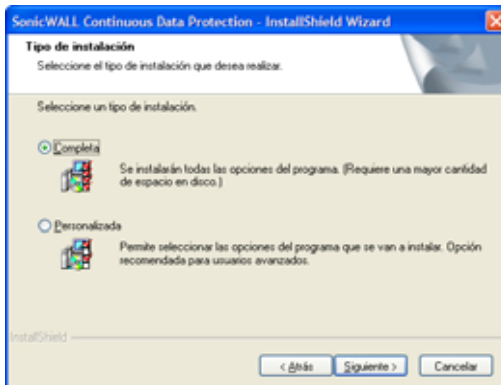 SonicWALL Continuous Data Protection - InstallShield Wizard
Tipo de instalación
Seleccione el tipo de instalación que desea realizar.
Seleccione un tipo de instalación.
Completa
Se instalarán todas las opciones del programa. (Requiere una mayor cantidad
de espacio en disco.)
Personalizada
Permite seleccionar las opciones del programa que se van a instalar. Opción
recomendada para usuarios avanzados.
InstallShield
< Atrás
Siguiente >
Cancelar